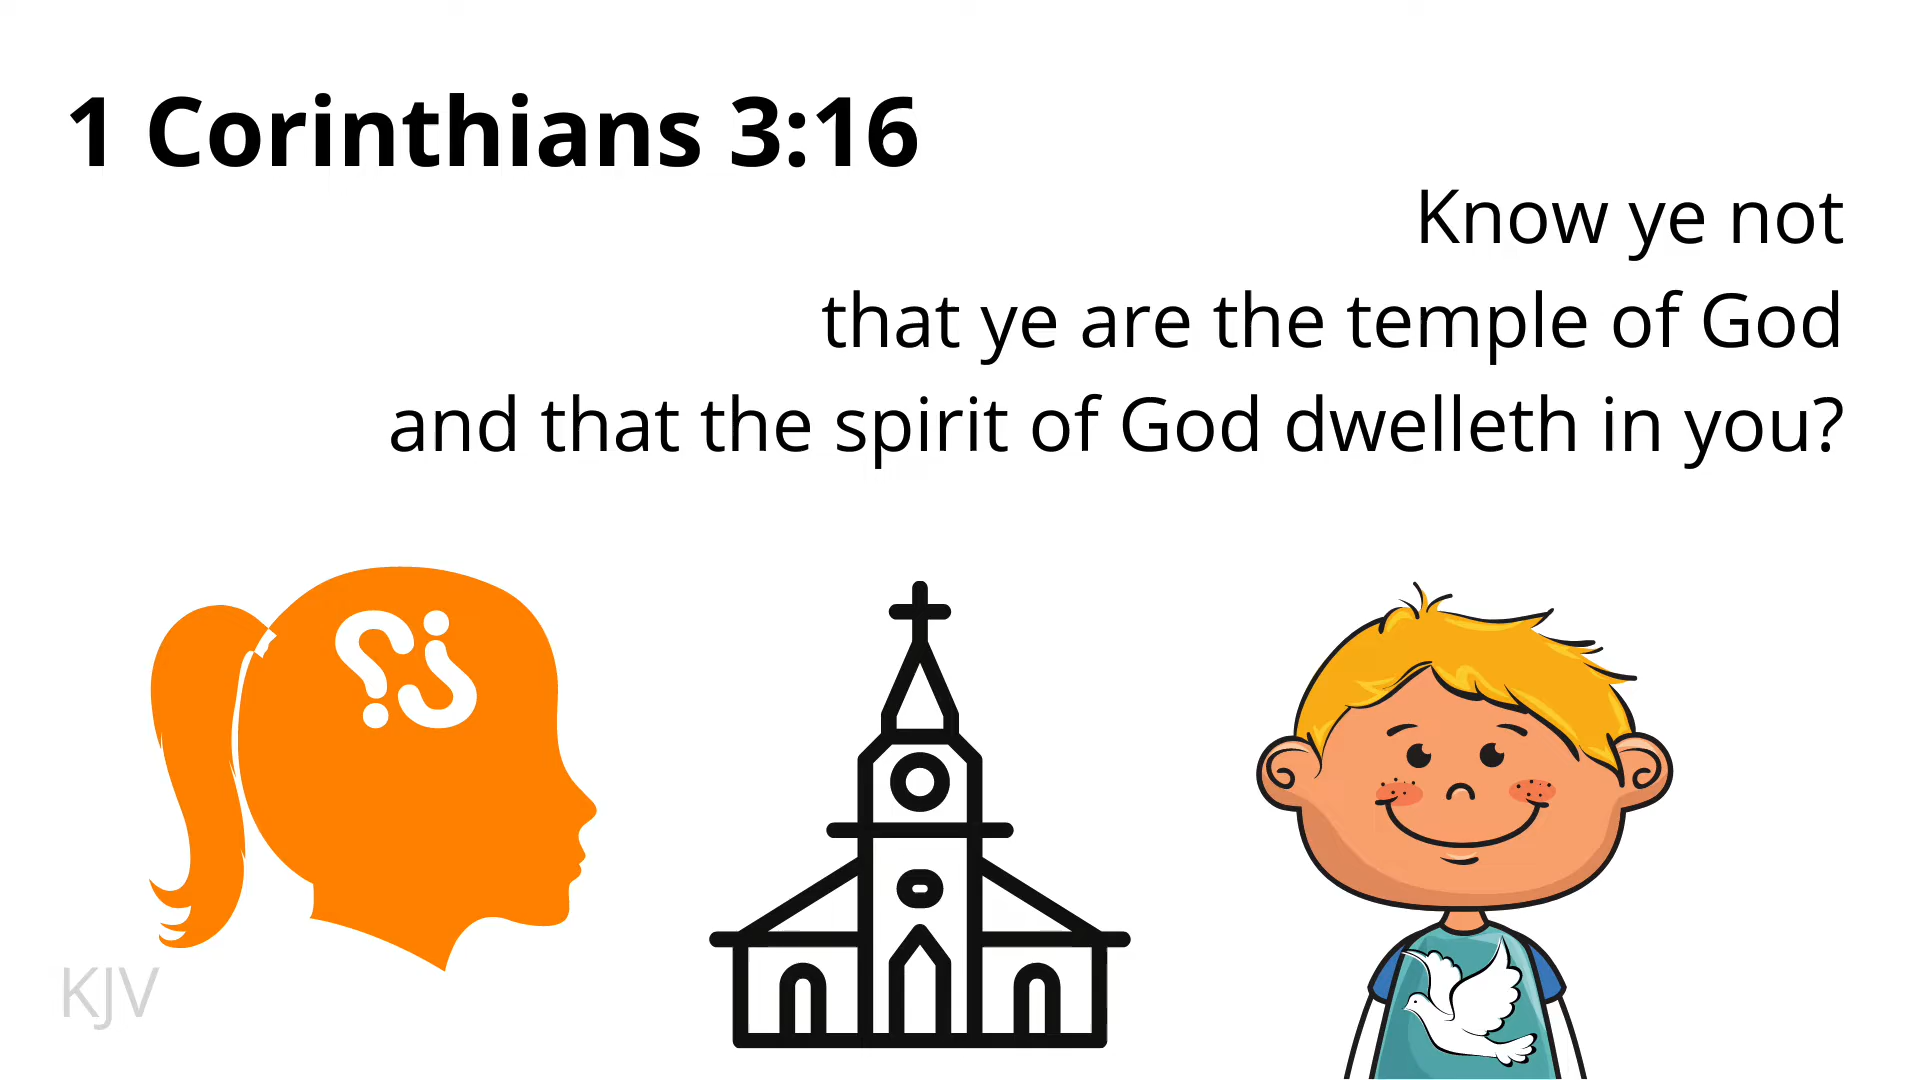 1 Corinthians 3:16
Know ye not
that ye are the temple of God
and that the spirit of God dwelleth in you?
KJV